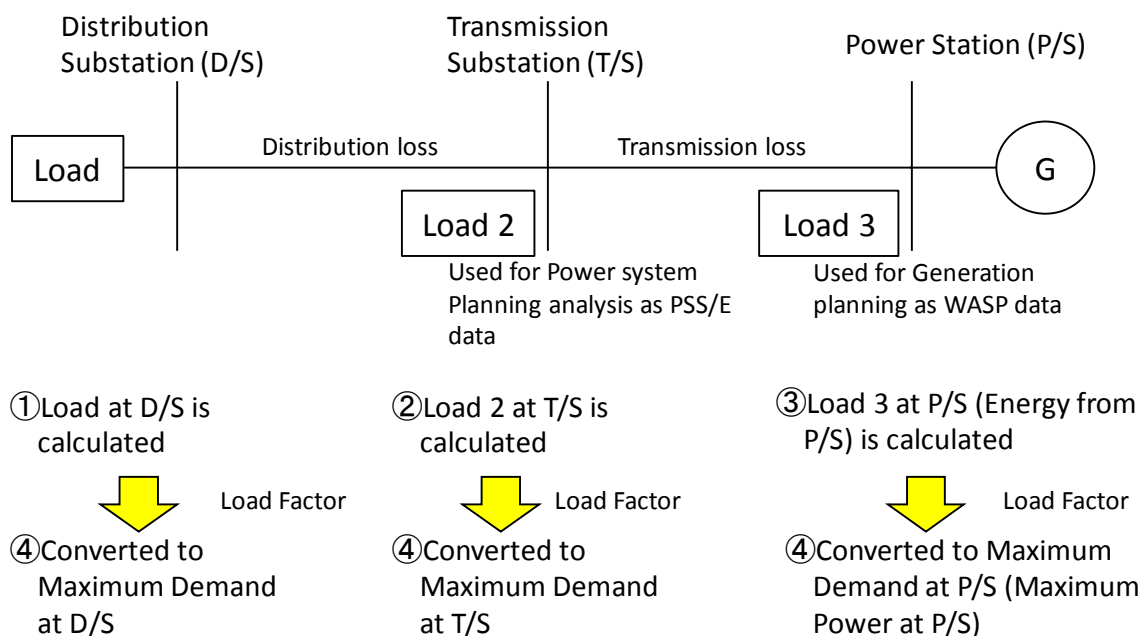 Distribution
Substation (D/S)
Transmission
Substation (T/S)
Power Station (P/S)
Distribution loss
Transmission loss
Load
G
Load 2
Load 3
Used for Power system
Planning analysis as PSS/E
data
Used for Generation
planning as WASP data
①Load at D/S is
calculated
②Load 2 at T/S is
calculated
③Load 3 at P/S (Energy from
P/S) is calculated
Load Factor
Load Factor
Load Factor
④Converted to
Maximum Demand
at D/S
④Converted to
Maximum Demand
at T/S
④Converted to Maximum
Demand at P/S (Maximum
Power at P/S)